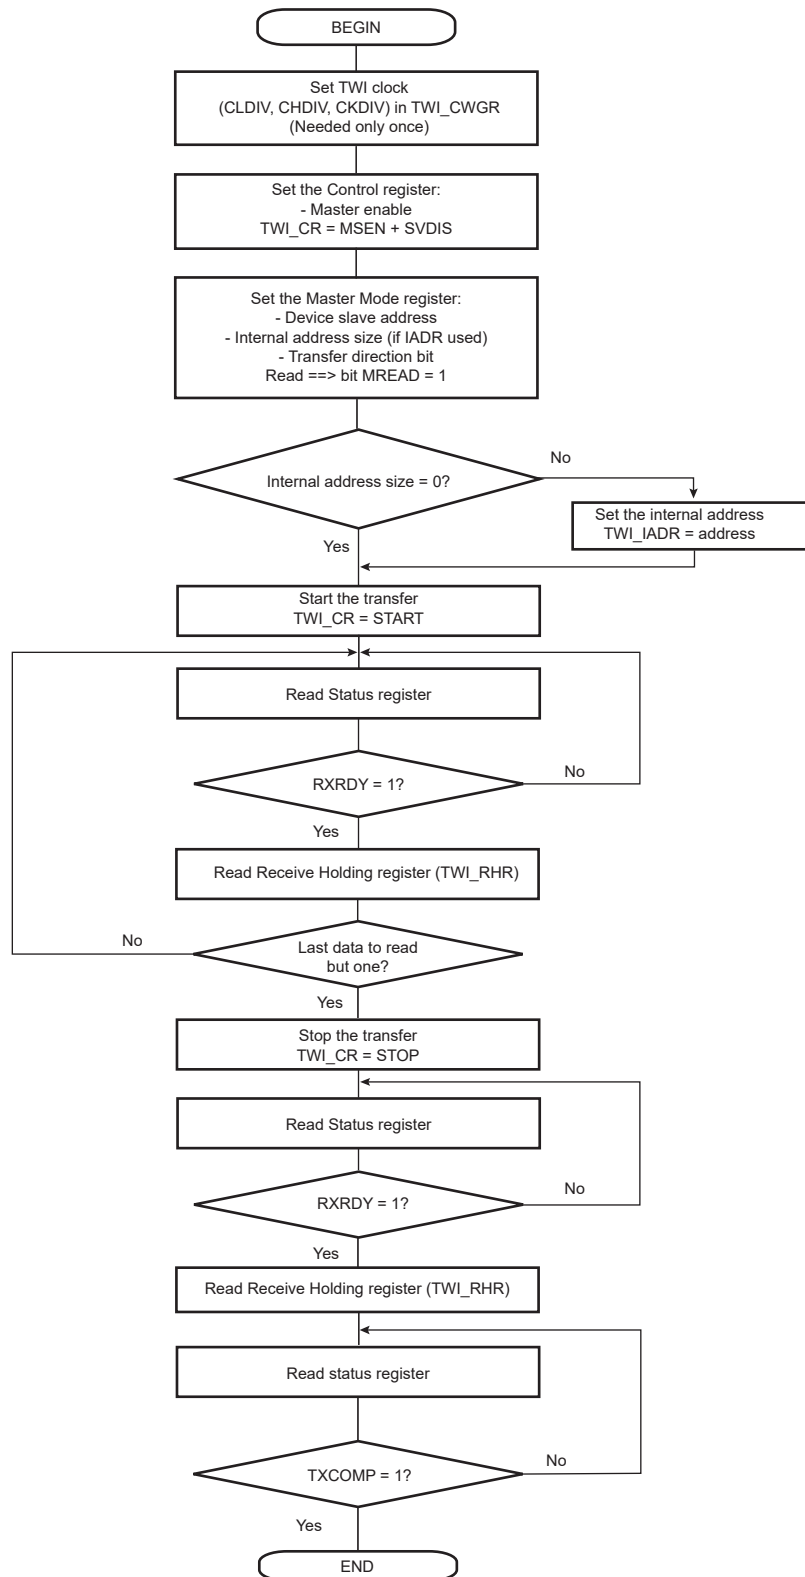 BEGIN
Set TWI clock
(CLDIV, CHDIV, CKDIV) in TWI_CWGR
(Needed only once)
Set the Control register:
- Master enable
TWI_CR = MSEN + SVDIS
Set the Master Mode register:
- Device slave address
- Internal address size (if IADR used)
- Transfer direction bit
Read ==> bit MREAD = 1
Internal address size = 0?
No
Set the internal address
TWI_IADR = address
Yes
Start the transfer
TWI_CR = START
Read Status register
RXRDY = 1?
No
Yes
Read Receive Holding register (TWI_RHR)
No
Last data to read
but one?
Yes
Stop the transfer
TWI_CR = STOP
Read Status register
RXRDY = 1?
No
Yes
Read Receive Holding register (TWI_RHR)
Read status register
TXCOMP = 1?
No
Yes
END